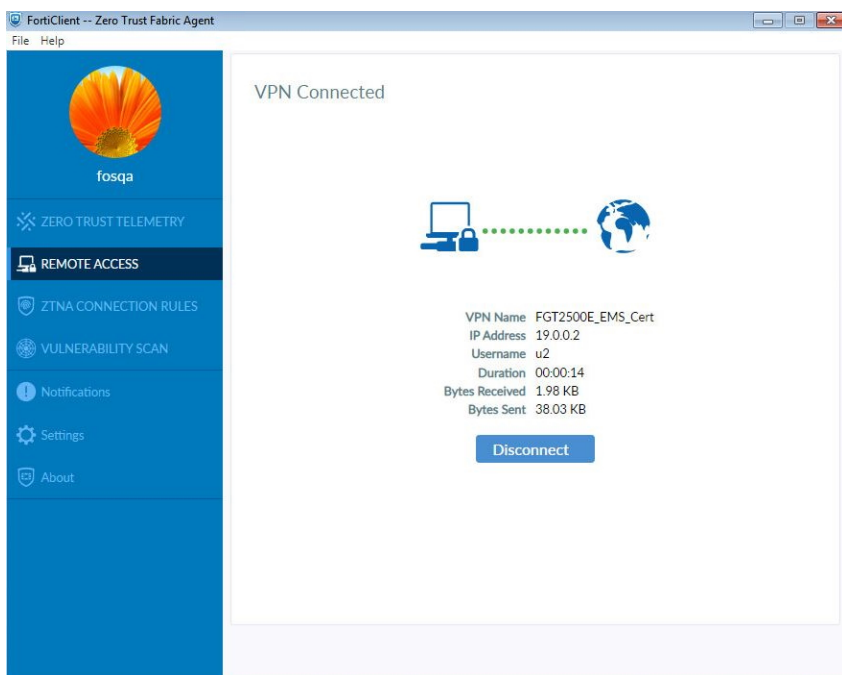 FortiClient -- Zero Trust Fabric Agent
File Help
fosqa
ZERO TRUST TELEMETRY
REMOTE ACCESS
ZTNA CONNECTION RULES
VULNERABILITY SCAN
Notifications
Settings
About
VPN Connected
VPN Name FGT2500E_EMS_Cert
IP Address 19.0.0.2
Username u2
Duration 00:00:14
Bytes Received 1.98 KB
Bytes Sent 38.03 KB
Disconnect